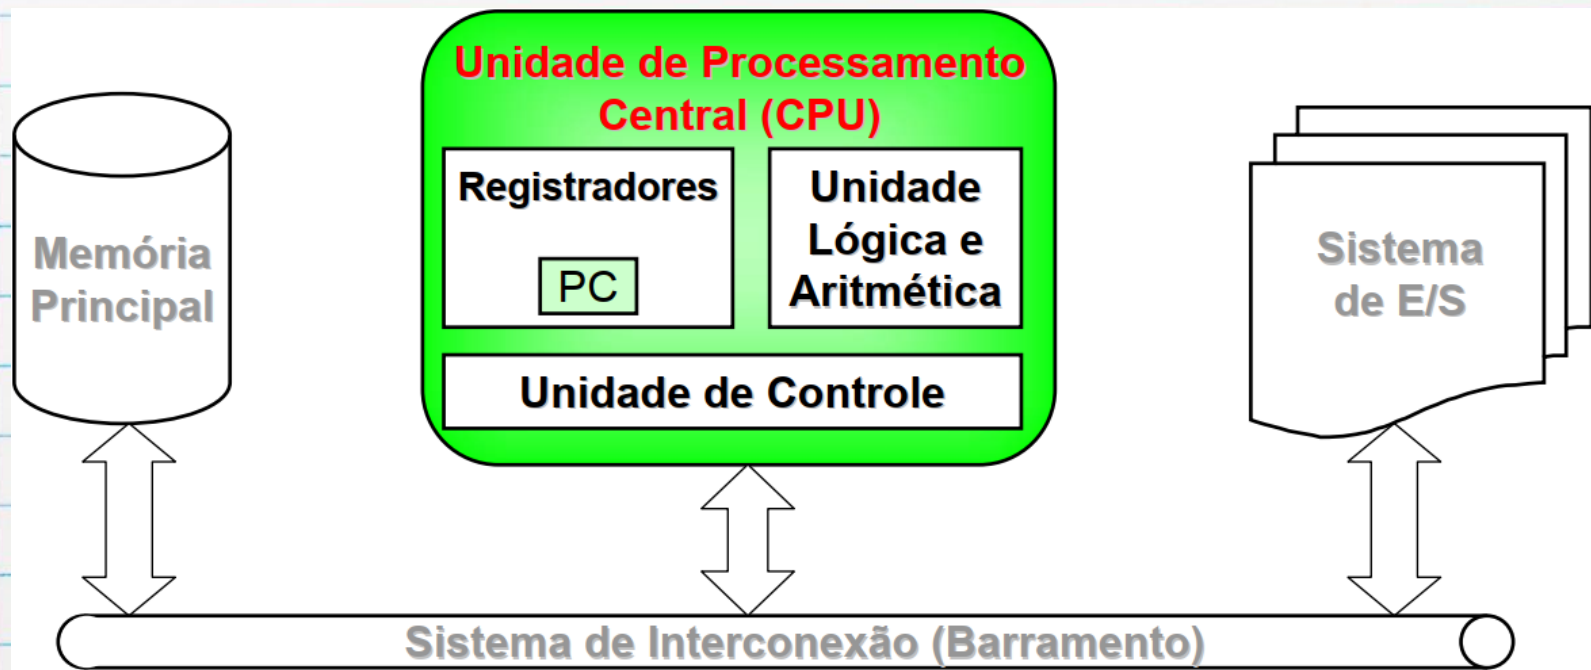 Unidade de Processamento
Central (CPU)
Memória
Principal
Registradores
PC
Unidade
Lógica e
Aritmética
Unidade de Controle
Sistema
de E/S
Sistema de Interconexão (Barramento)